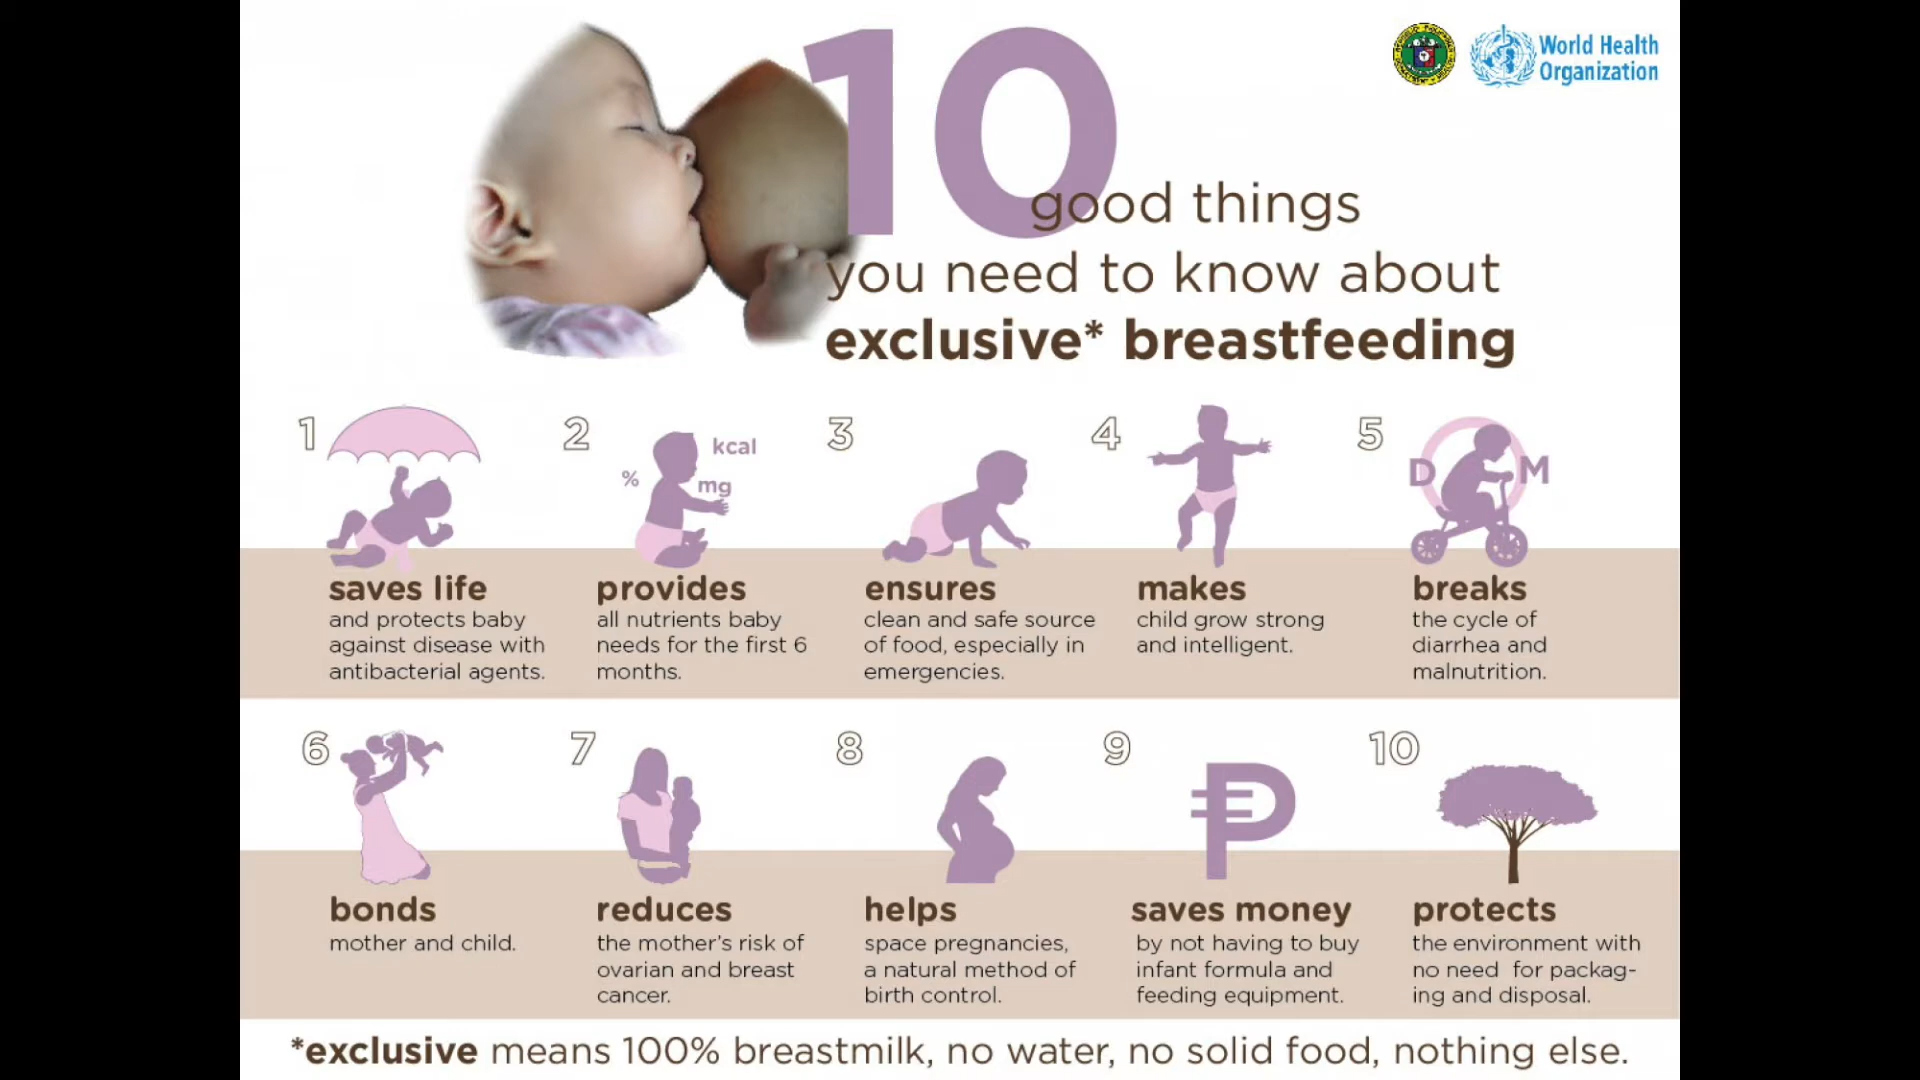 World Health
Organization
10
good things
you need to know about
exclusive* breastfeeding
1
2
kcal
%
mg
3
4
5
D
M
saves life
and protects baby
against disease with
antibacterial agents.
provides
all nutrients baby
needs for the first 6
months.
ensures
clean and safe source
of food, especially in
emergencies.
makes
child grow strong
and intelligent.
breaks
the cycle of
diarrhea and
malnutrition.
6
7
8
9
10
bonds
mother and child.
reduces
the mother's risk of
ovarian and breast
cancer.
helps
space pregnancies,
a natural method of
birth control.
saves money
by not having to buy
infant formula and
feeding equipment.
protects
the environment with
no need for packag-
ing and disposal.
*exclusive means 100% breastmilk, no water, no solid food, nothing else.